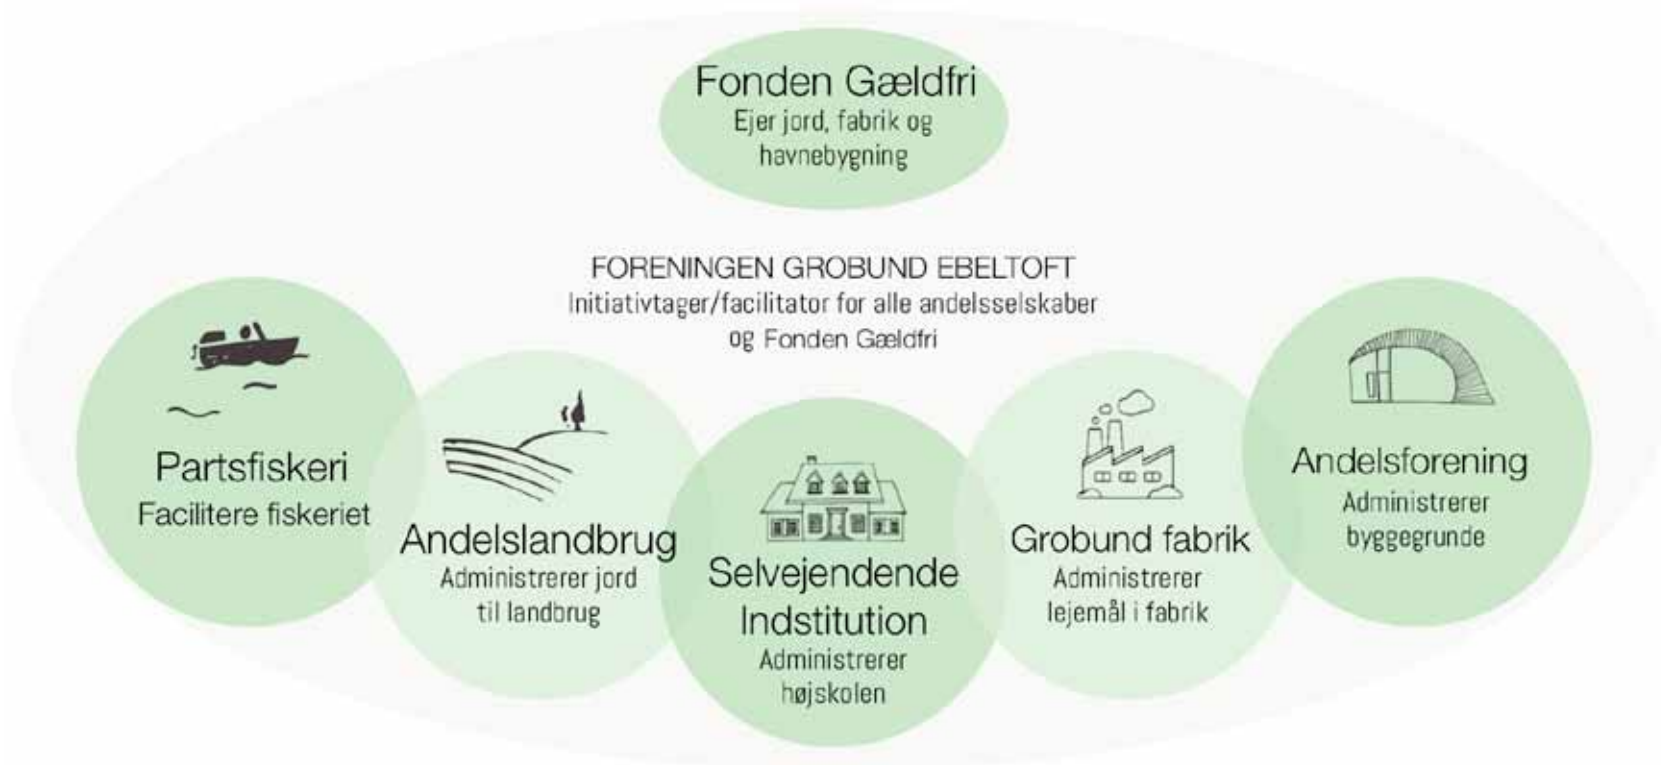 Fonden Gældfri
Ejer jord, fabrik og
havnebygning
FORENINGEN GROBUND EBELTOFT
Initiativtager/facilitator for alle andelsselskaber
og Fonden Gældfri
Partsfiskeri
Facilitere fiskeriet
Andelslandbrug
Administrerer jord
til landbrug
Selvejendende
Indstitution
Administrerer
højskolen
Grobund fabrik
Administrerer
lejemål i fabrik
Andelsforening
Administrerer
byggegrunde